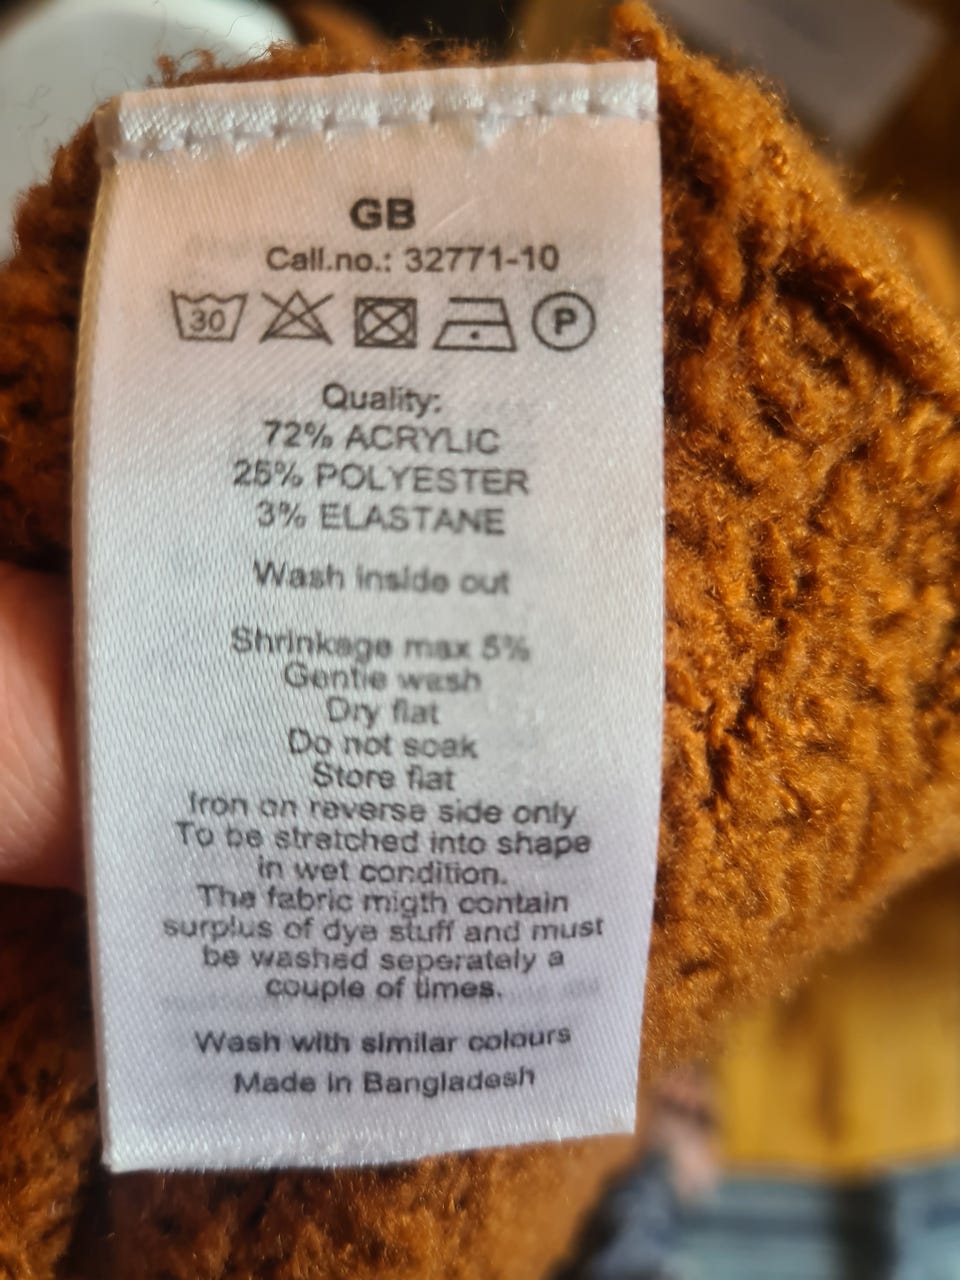 GB
Call.no.: 32771-10
30
P
Quality:
72% ACRYLIC
25% POLYESTER
3% ELASTANE
Wash inside out
Shrinkage max 5%
Gentle wash
Dry flat
Do not soak
Store flat
Iron on reverse side only
To be stretched into shape
in wet condition.
The fabric migth contain
surplus of dye stuff and must
be washed seperately a
couple of times.
Wash with similar colours
Made in Bangladesh